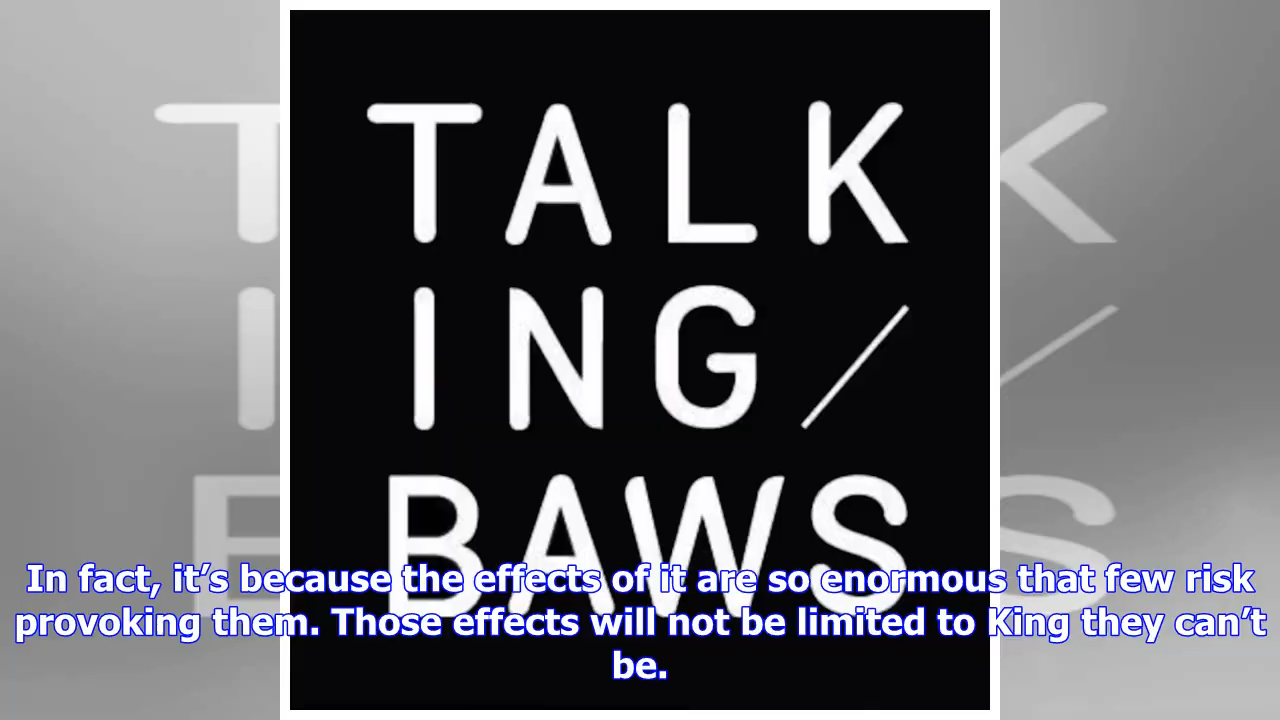 TALK
ING/
BAWS
In fact, it’s because the effects of it are so enormous that few risk
provoking them. Those effects will not be limited to King they can’t
be.